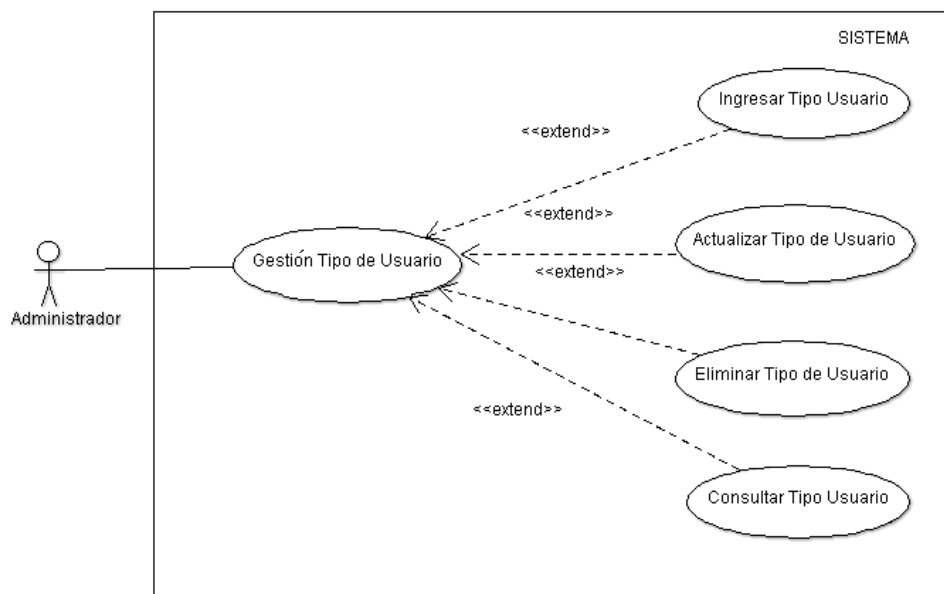 SISTEMA
Ingresar Tipo Usuario
<<extend>>
<<extend>>
Actualizar Tipo de Usuario
Gestión Tipo de Usuario
<<extend>>
Administrador
Eliminar Tipo de Usuario
<<extend>>
Consultar Tipo Usuario